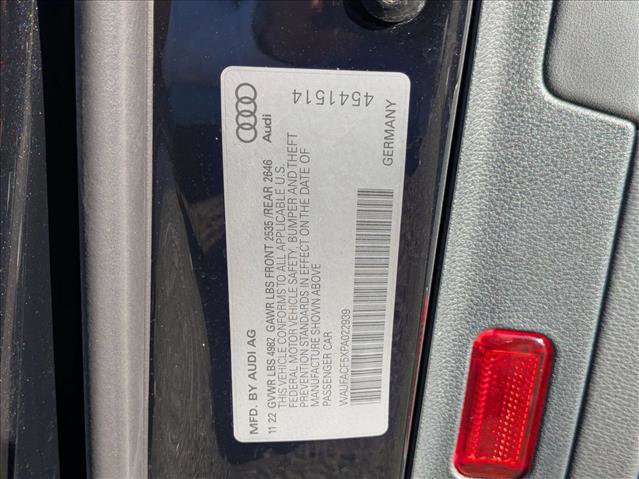 Audi
4541514
GERMANY
MFD. BY AUDI AG
11 22 GVWR LBS 4982 GAWR LBS FRONT 2535 /REAR 2646
THIS VEHICLE CONFORMS TO ALL APPLICABLE U.S.
FEDERAL MOTOR VEHICLE SAFETY, BUMPER AND THEFT
PREVENTION STANDARDS IN EFFECT ON THE DATE OF
MANUFACTURE SHOWN ABOVE
PASSENGER CAR
WAUFACF5XPA022939